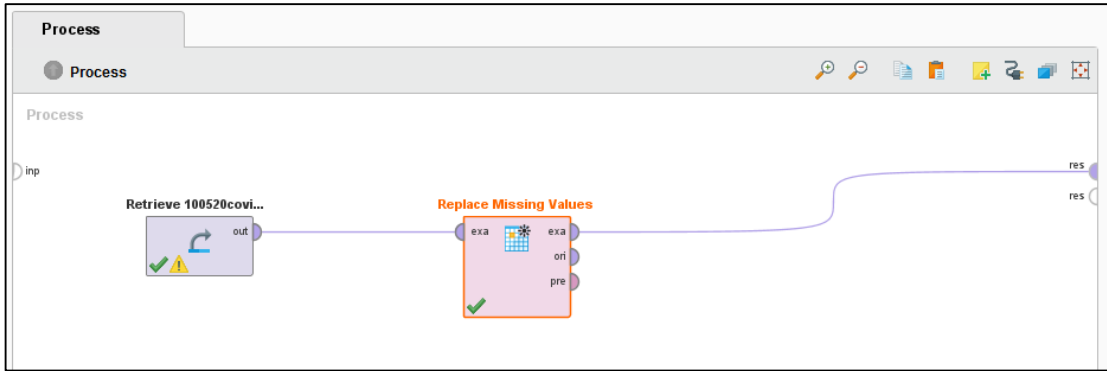 Process
Process
Process
inp
res
res
Retrieve 100520covi...
out
Replace Missing Values
exa
exa
ori
pre